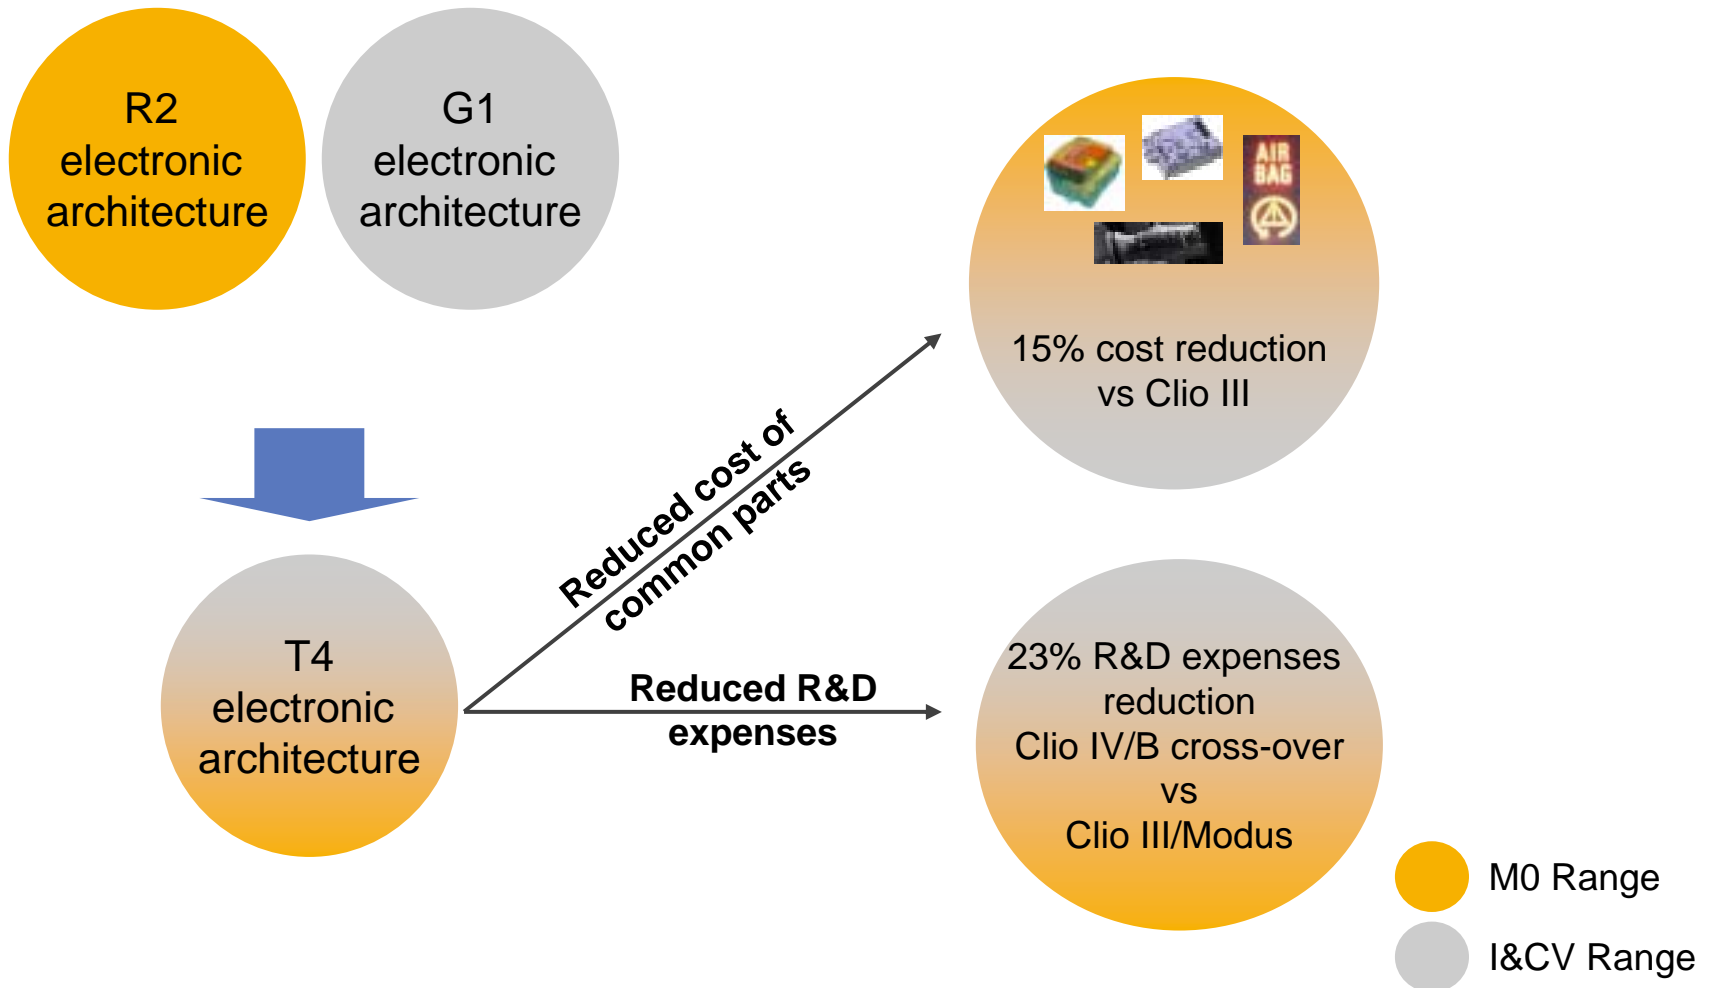 R2
electronic
architecture
G1
electronic
architecture
AIR
BAG
15% cost reduction
vs Clio III
Reduced cost of
common parts
T4
electronic
architecture
Reduced R&D
expenses
23% R&D expenses
reduction
Clio IV/B cross-over
vs
Clio III/Modus
M0 Range
I&CV Range